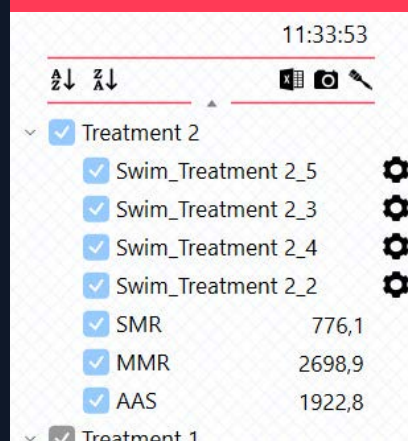 11:33:53
Treatment 2
Swim_Treatment 2_5
Swim_Treatment 2_3
Swim_Treatment 2_4
Swim_Treatment 2_2
SMR 776,1
MMR 2698,9
AAS 1922,8
Treatment 1